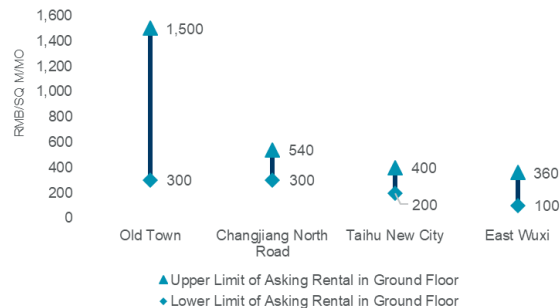 RMB/SQ M/MO
1,600
1,400
1,200
1,000
800
600
400
200
0
1,500
300
540
300
400
200
360
100
Old Town
Changjiang North
Road
Taihu New City
East Wuxi
Upper Limit of Asking Rental in Ground Floor
Lower Limit of Asking Rental in Ground Floor